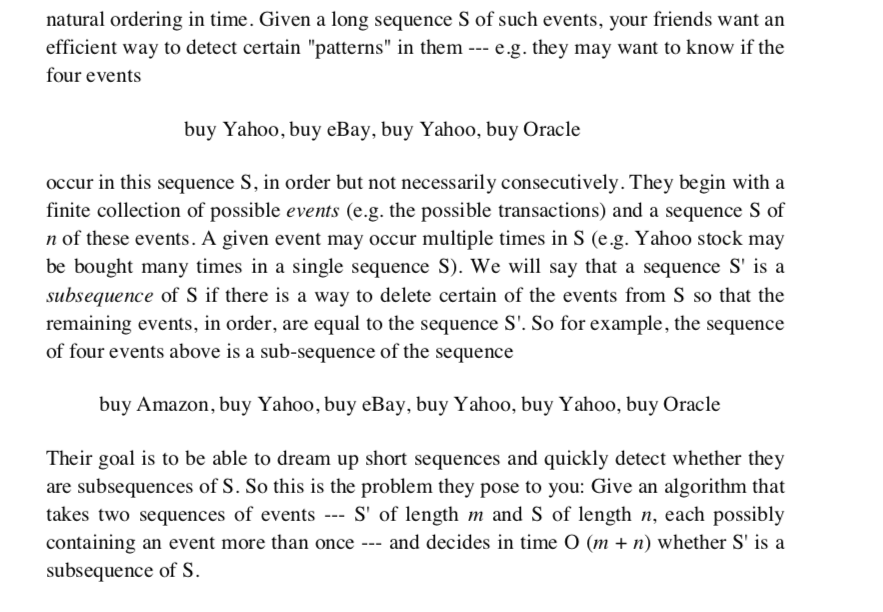 natural ordering in time. Given a long sequence S of such events, your friends want an
efficient way to detect certain "patterns" in them --- e.g. they may want to know if the
four events
buy Yahoo, buy eBay, buy Yahoo, buy Oracle
occur in this sequence S, in order but not necessarily consecutively. They begin with a
finite collection of possible events (e.g. the possible transactions) and a sequence S of
n of these events. A given event may occur multiple times in S (e.g. Yahoo stock may
be bought many times in a single sequence S). We will say that a sequence S' is a
subsequence of S if there is a way to delete certain of the events from S so that the
remaining events, in order, are equal to the sequence S'. So for example, the sequence
of four events above is a sub-sequence of the sequence
buy Amazon, buy Yahoo, buy eBay, buy Yahoo, buy Yahoo, buy Oracle
Their goal is to be able to dream up short sequences and quickly detect whether they
are subsequences of S. So this is the problem they pose to you: Give an algorithm that
takes two sequences of events --- S' of length m and S of length n, each possibly
containing an event more than once --- and decides in time O (m + n) whether S' is a
subsequence of S.